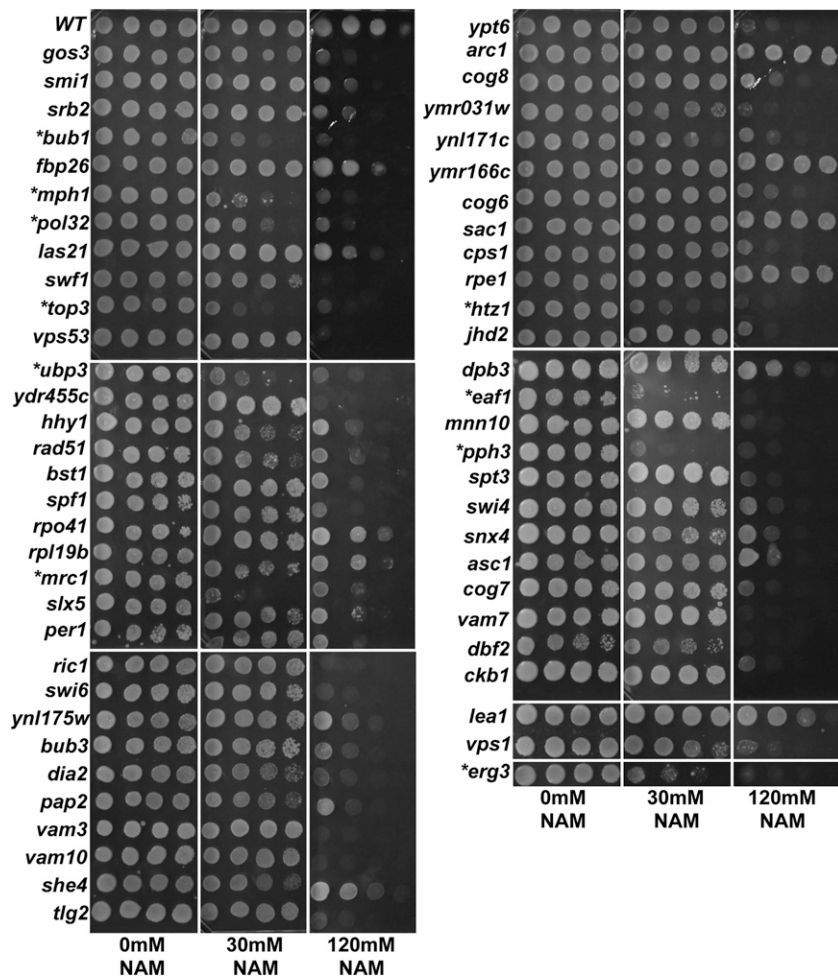 WT
gos3
smi1
srb2
*bub1
fbp26
*mph1
*pol32
las21
swf1
*top3
vps53
*ubp3
ydr455c
hhy1
rad51
bst1
spf1
rpo41
rpl19b
*mrc1
slx5
per1
ric1
swi6
ynl175w
bub3
dia2
pap2
vam3
vam10
she4
tlg2
0mM 30mM 120mM
NAM NAM NAM
ypt6
arc1
cog8
ymr031w
ynl171c
ymr166c
cog6
sac1
cps1
rpe1
*htz1
jhd2
dpb3
*eaf1
mnn10
*pph3
spt3
swi4
snx4
asc1
cog7
vam7
dbf2
ckb1
lea1
vps1
*erg3
0mM 30mM 120mM
NAM NAM NAM